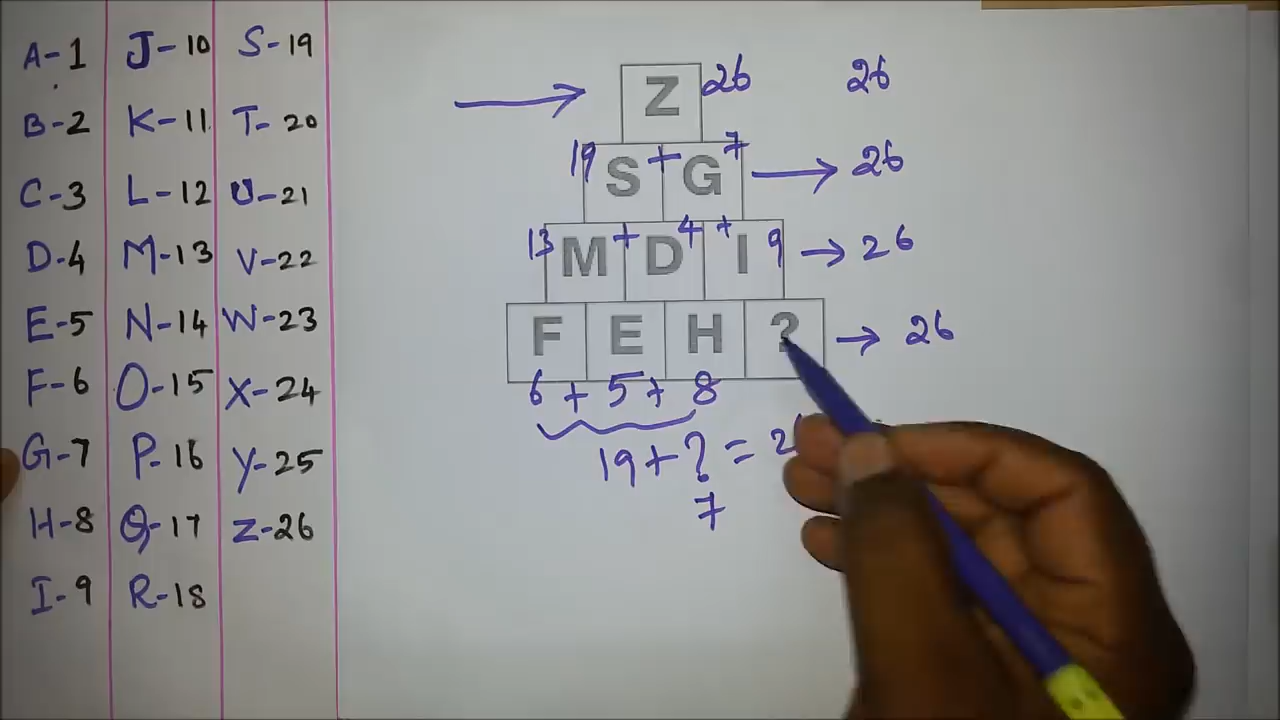 A-1 J-10 S-19
B-2 K-11 T-20
C-3 L-12 U-21
D-4 M-13 V-22
E-5 N-14 W-23
F-6 O-15 X-24
G-7 P-16 Y-25
H-8 Q-17 Z-26
I-9 R-18
Z 26 26
19 S + G 7 → 26
13 M + D 4 + I 9 → 26
F E H ? → 26
6 + 5 + 8
19 + ? = 2
7